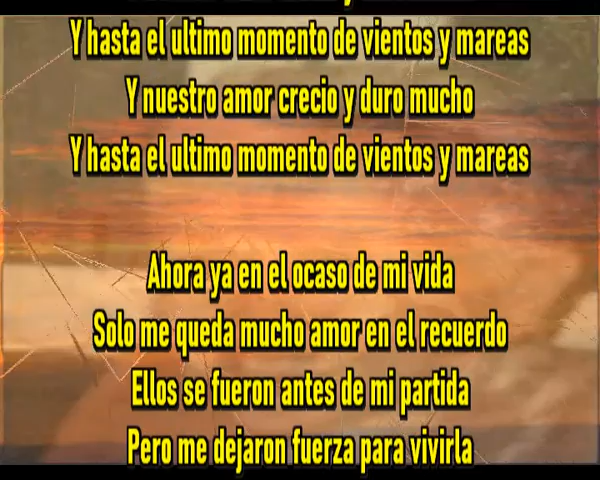 Y hasta el ultimo momento de vientos y mareas
Y nuestro amor crecio y duro mucho
Y hasta el ultimo momento de vientos y mareas
Ahora ya en el ocaso de mi vida
Solo me queda mucho amor en el recuerdo
Ellos se fueron antes de mi partida
Pero me dejaron fuerza para vivirla